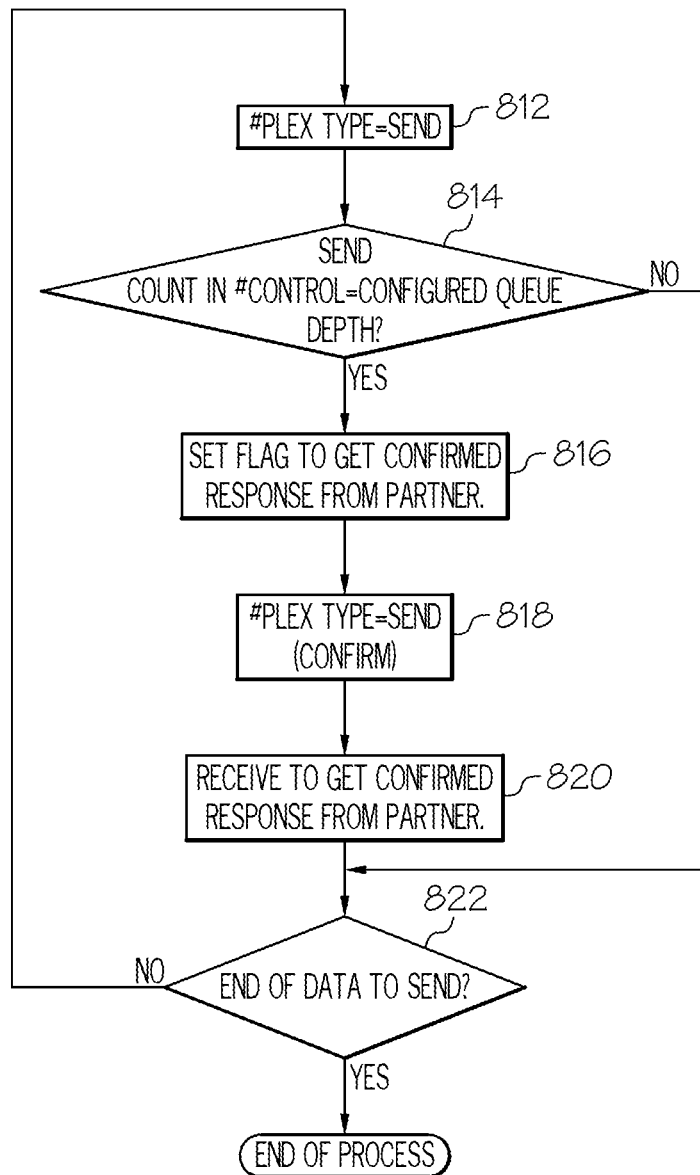 #PLEX TYPE=SEND
812
814
SEND
COUNT IN #CONTROL=CONFIGURED QUEUE
DEPTH?
NO
YES
SET FLAG TO GET CONFIRMED
RESPONSE FROM PARTNER.
816
#PLEX TYPE=SEND
(CONFIRM)
818
RECEIVE TO GET CONFIRMED
RESPONSE FROM PARTNER.
820
822
NO
END OF DATA TO SEND?
YES
END OF PROCESS